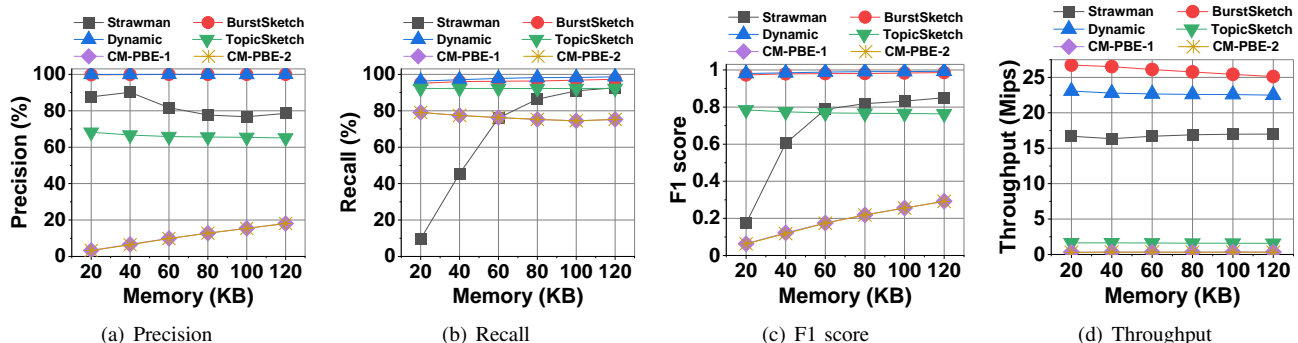 Strawman BurstSketch
Dynamic TopicSketch
CM-PBE-1 CM-PBE-2
100
80
60
40
20
0
Precision (%)
20 40 60 80 100 120
Memory (KB)
(a) Precision
Strawman BurstSketch
Dynamic TopicSketch
CM-PBE-1 CM-PBE-2
100
80
60
40
20
0
Recall (%)
20 40 60 80 100 120
Memory (KB)
(b) Recall
Strawman BurstSketch
Dynamic TopicSketch
CM-PBE-1 CM-PBE-2
1
0.8
0.6
0.4
0.2
0
F1 score
20 40 60 80 100 120
Memory (KB)
(c) F1 score
Strawman BurstSketch
Dynamic TopicSketch
CM-PBE-1 CM-PBE-2
25
20
15
10
5
0
Throughput (Mips)
20 40 60 80 100 120
Memory (KB)
(d) Throughput